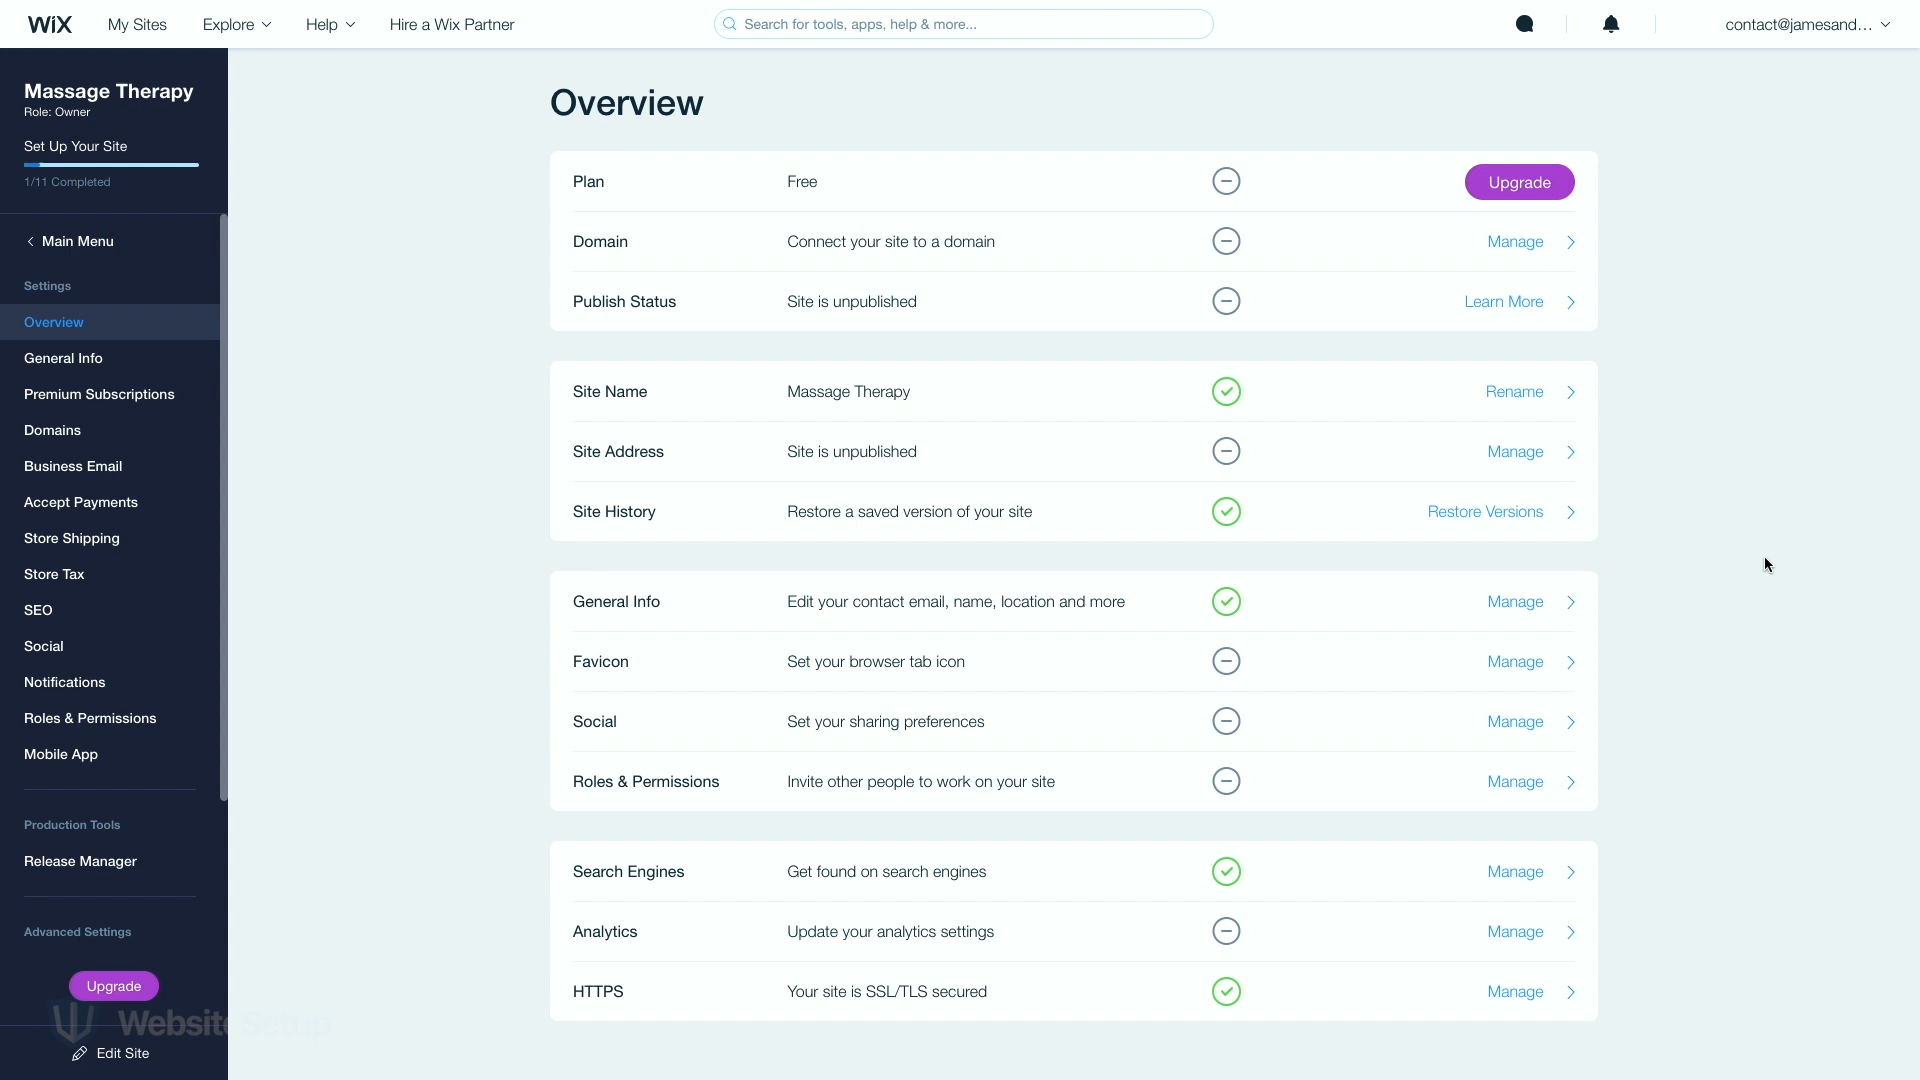 WiX My Sites Explore Help Hire a Wix Partner Search for tools, apps, help & more... contact@jamesand...
Massage Therapy
Role: Owner
Set Up Your Site
1/11 Completed
Main Menu
Settings
Overview
General Info
Premium Subscriptions
Domains
Business Email
Accept Payments
Store Shipping
Store Tax
SEO
Social
Notifications
Roles & Permissions
Mobile App
Production Tools
Release Manager
Advanced Settings
Upgrade
WebsiteSetup
Edit Site
Overview
Plan Free Upgrade
Domain Connect your site to a domain Manage
Publish Status Site is unpublished Learn More
Site Name Massage Therapy Rename
Site Address Site is unpublished Manage
Site History Restore a saved version of your site Restore Versions
General Info Edit your contact email, name, location and more Manage
Favicon Set your browser tab icon Manage
Social Set your sharing preferences Manage
Roles & Permissions Invite other people to work on your site Manage
Search Engines Get found on search engines Manage
Analytics Update your analytics settings Manage
HTTPS Your site is SSL/TLS secured Manage